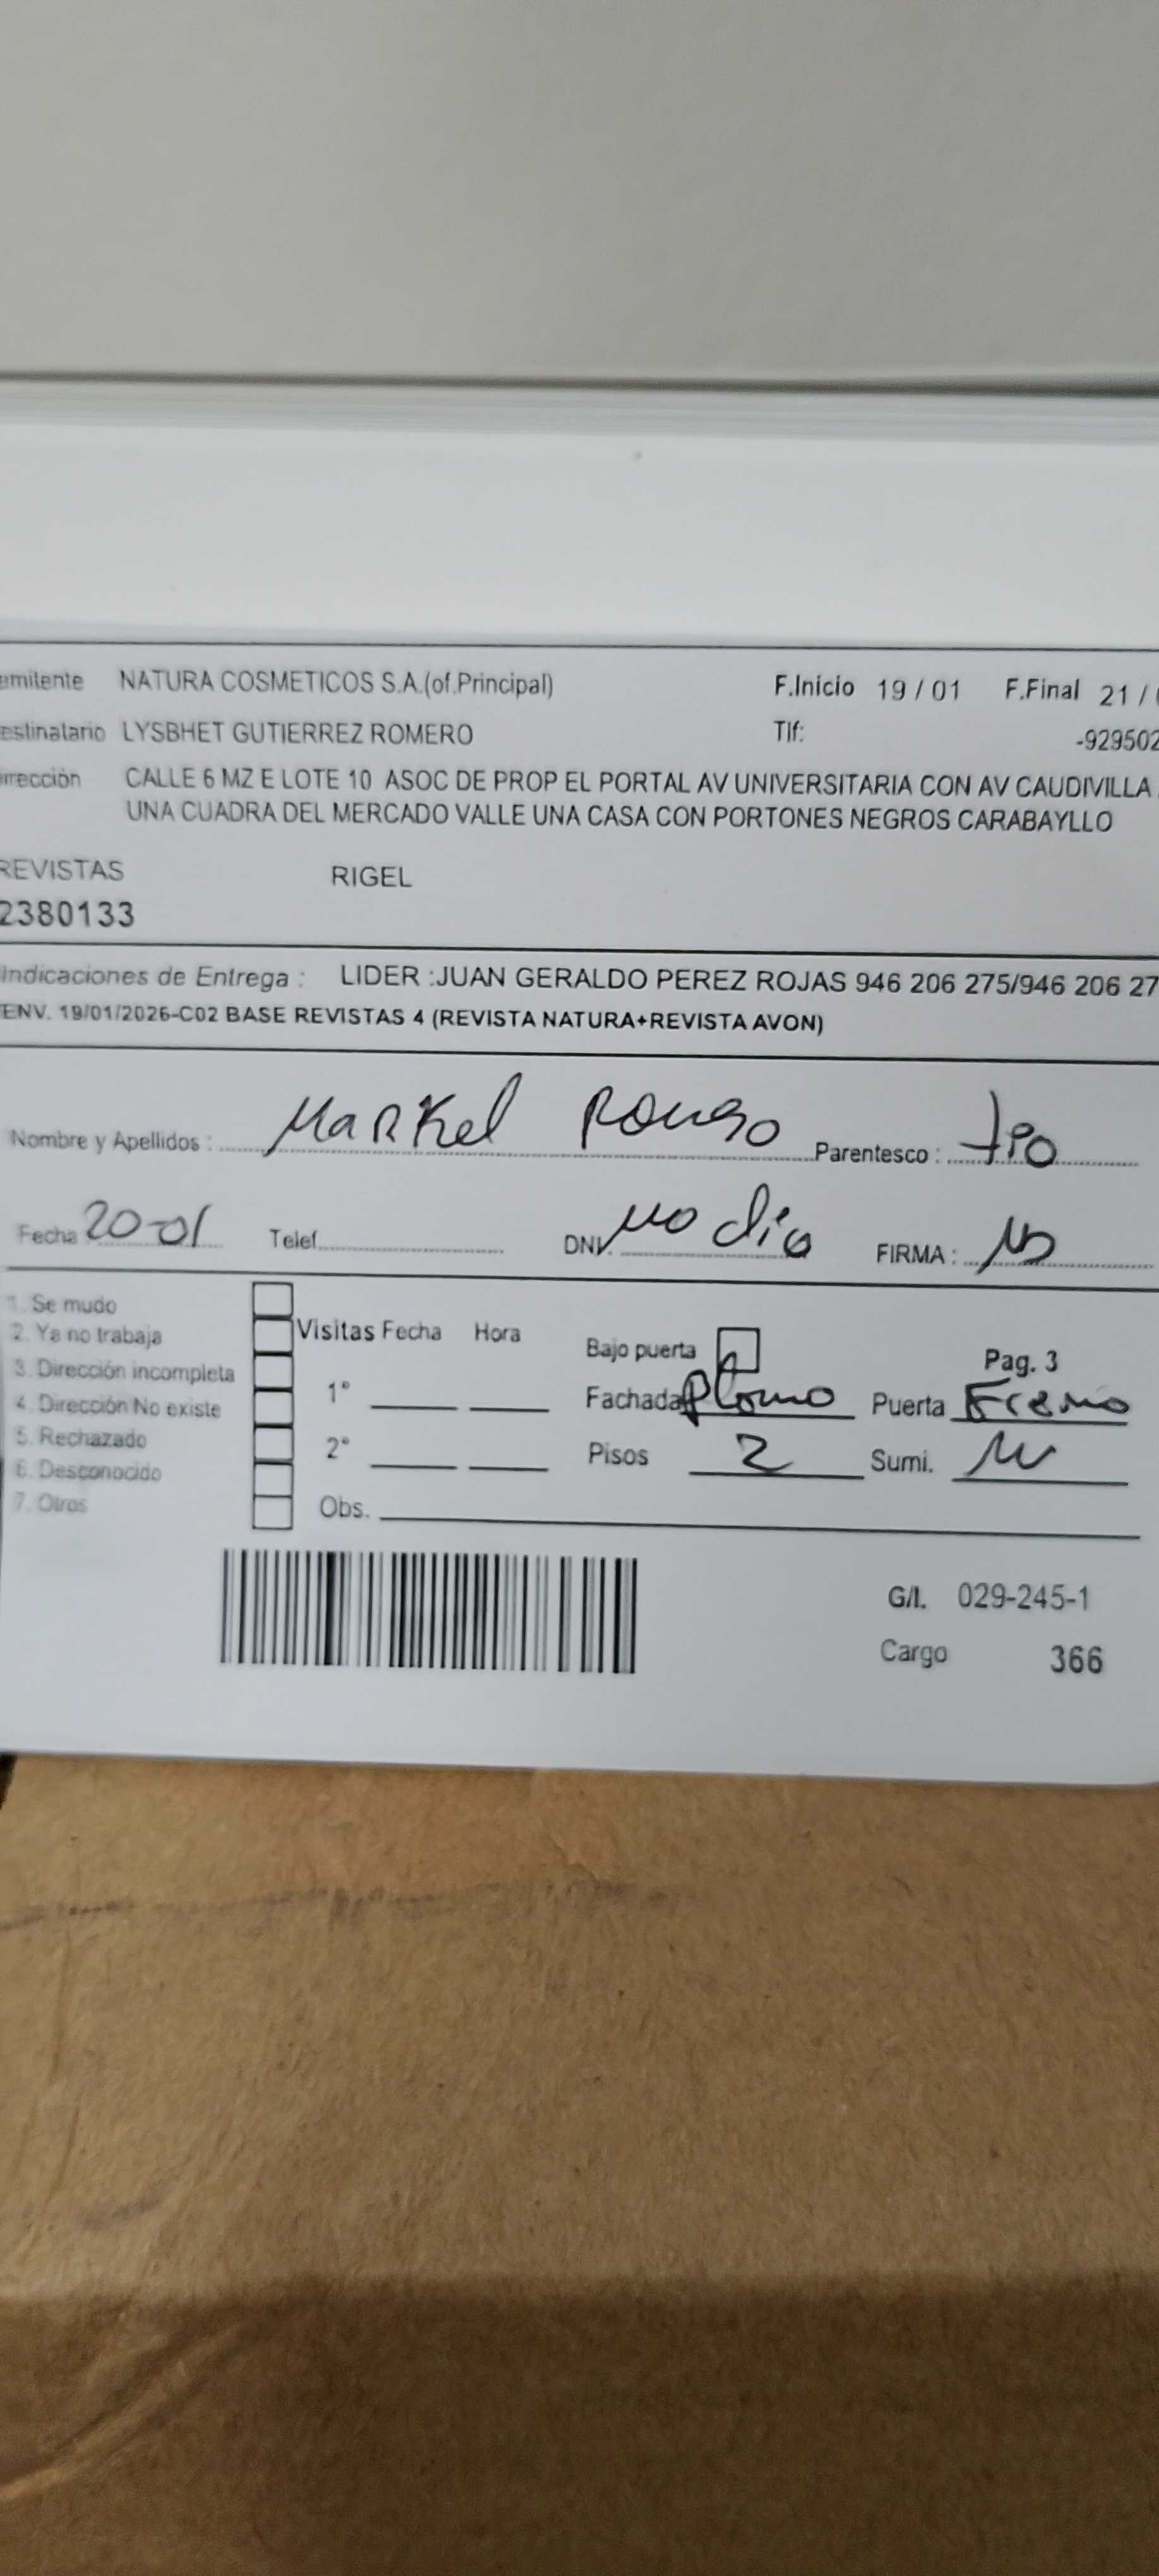 emitente NATURA COSMETICOS S.A.(of.Principal) F.Inicio 19 / 01 F.Final 21 /
estinatario LYSBHET GUTIERREZ ROMERO Tlf: -929502
irección CALLE 6 MZ E LOTE 10 ASOC DE PROP EL PORTAL AV UNIVERSITARIA CON AV CAUDIVILLA
UNA CUADRA DEL MERCADO VALLE UNA CASA CON PORTONES NEGROS CARABAYLLO
REVISTAS RIGEL
2380133
Indicaciones de Entrega : LIDER :JUAN GERALDO PEREZ ROJAS 946 206 275/946 206 27
ENV. 19/01/2026-C02 BASE REVISTAS 4 (REVISTA NATURA+REVISTA AVON)
Nombre y Apellidos : Markel Parentesco :
Fecha 20-01 Telef. DNI. no dio FIRMA :
1. Se mudo
2. Ya no trabaja Visitas Fecha Hora Bajo puerta Pag. 3
3. Dirección incompleta
4. Dirección No existe 1° Fachada Plomo Puerta
5. Rechazado 2° Pisos 2 Sumi.
6. Desconocido
7. Otros Obs.
G/I. 029-245-1
Cargo 366